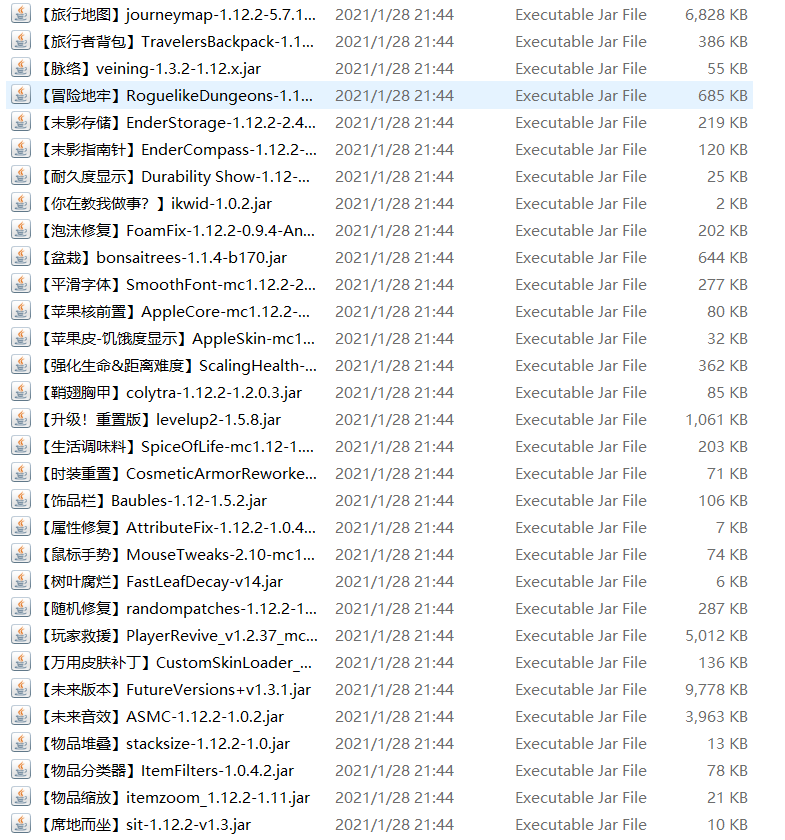 【旅行地图】journeymap-1.12.2-5.7.1... 2021/1/28 21:44 Executable Jar File 6,828 KB
【旅行者背包】TravelersBackpack-1.1... 2021/1/28 21:44 Executable Jar File 386 KB
【脉络】veining-1.3.2-1.12.x.jar 2021/1/28 21:44 Executable Jar File 55 KB
【冒险地牢】RoguelikeDungeons-1.1... 2021/1/28 21:44 Executable Jar File 685 KB
【末影存储】EnderStorage-1.12.2-2.4... 2021/1/28 21:44 Executable Jar File 219 KB
【末影指南针】EnderCompass-1.12.2-... 2021/1/28 21:44 Executable Jar File 120 KB
【耐久度显示】Durability Show-1.12-... 2021/1/28 21:44 Executable Jar File 25 KB
【你在教我做事？】ikwid-1.0.2.jar 2021/1/28 21:44 Executable Jar File 2 KB
【泡沫修复】FoamFix-1.12.2-0.9.4-An... 2021/1/28 21:44 Executable Jar File 202 KB
【盆栽】bonsaitrees-1.1.4-b170.jar 2021/1/28 21:44 Executable Jar File 644 KB
【平滑字体】SmoothFont-mc1.12.2-2... 2021/1/28 21:44 Executable Jar File 277 KB
【苹果核前置】AppleCore-mc1.12.2-... 2021/1/28 21:44 Executable Jar File 80 KB
【苹果皮-饥饿度显示】AppleSkin-mc1... 2021/1/28 21:44 Executable Jar File 32 KB
【强化生命&距离难度】ScalingHealth-... 2021/1/28 21:44 Executable Jar File 362 KB
【鞘翅胸甲】colytra-1.12.2-1.2.0.3.jar 2021/1/28 21:44 Executable Jar File 85 KB
【升级！重置版】levelup2-1.5.8.jar 2021/1/28 21:44 Executable Jar File 1,061 KB
【生活调味料】SpiceOfLife-mc1.12-1.... 2021/1/28 21:44 Executable Jar File 203 KB
【时装重置】CosmeticArmorReworke... 2021/1/28 21:44 Executable Jar File 71 KB
【饰品栏】Baubles-1.12-1.5.2.jar 2021/1/28 21:44 Executable Jar File 106 KB
【属性修复】AttributeFix-1.12.2-1.0.4... 2021/1/28 21:44 Executable Jar File 7 KB
【鼠标手势】MouseTweaks-2.10-mc1... 2021/1/28 21:44 Executable Jar File 74 KB
【树叶腐烂】FastLeafDecay-v14.jar 2021/1/28 21:44 Executable Jar File 6 KB
【随机修复】randompatches-1.12.2-1... 2021/1/28 21:44 Executable Jar File 287 KB
【玩家救援】PlayerRevive_v1.2.37_mc... 2021/1/28 21:44 Executable Jar File 5,012 KB
【万用皮肤补丁】CustomSkinLoader_... 2021/1/28 21:44 Executable Jar File 136 KB
【未来版本】FutureVersions+v1.3.1.jar 2021/1/28 21:44 Executable Jar File 9,778 KB
【未来音效】ASMC-1.12.2-1.0.2.jar 2021/1/28 21:44 Executable Jar File 3,963 KB
【物品堆叠】stacksize-1.12.2-1.0.jar 2021/1/28 21:44 Executable Jar File 13 KB
【物品分类器】ItemFilters-1.0.4.2.jar 2021/1/28 21:44 Executable Jar File 78 KB
【物品缩放】itemzoom_1.12.2-1.11.jar 2021/1/28 21:44 Executable Jar File 21 KB
【席地而坐】sit-1.12.2-v1.3.jar 2021/1/28 21:44 Executable Jar File 10 KB